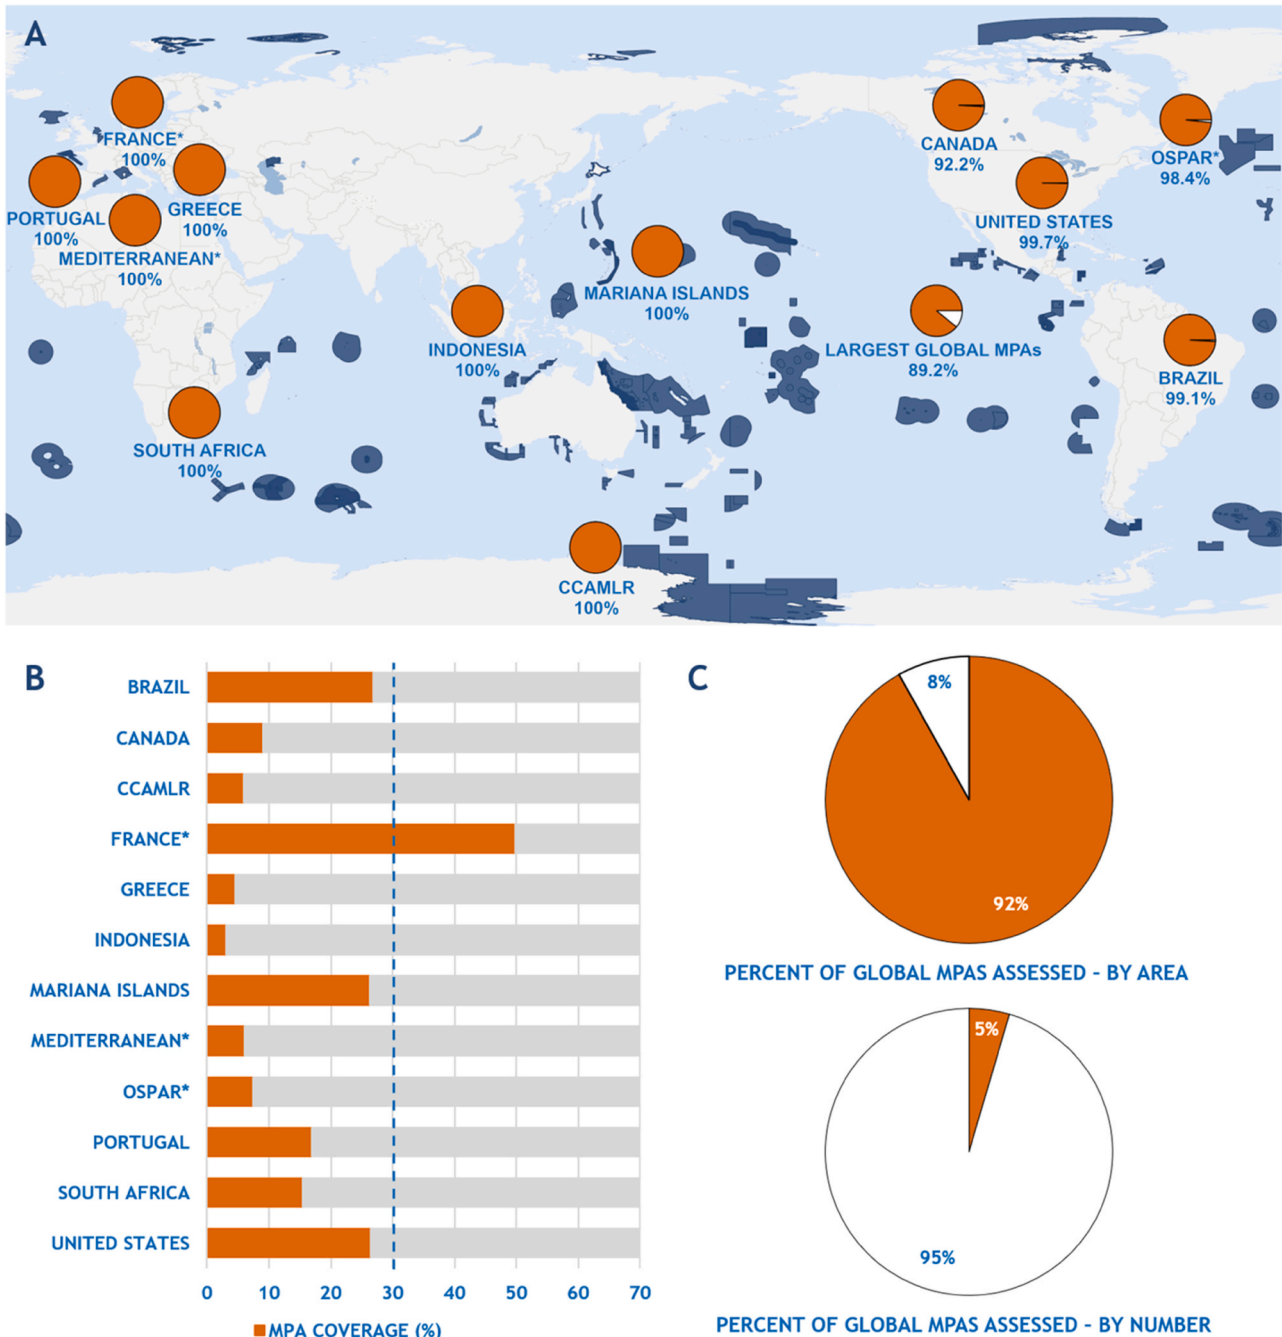 A
FRANCE*
100%
PORTUGAL
100%
GREECE
100%
MEDITERRANEAN*
100%
SOUTH AFRICA
100%
INDONESIA
100%
MARIANA ISLANDS
100%
CCAMLR
100%
CANADA
92.2%
OSPAR*
98.4%
UNITED STATES
99.7%
LARGEST GLOBAL MPAs
89.2%
BRAZIL
99.1%
B
BRAZIL
CANADA
CCAMLR
FRANCE*
GREECE
INDONESIA
MARIANA ISLANDS
MEDITERRANEAN*
OSPAR*
PORTUGAL
SOUTH AFRICA
UNITED STATES
0 10 20 30 40 50 60 70
MPA COVERAGE (%)
C
8%
92%
PERCENT OF GLOBAL MPAS ASSESSED - BY AREA
5%
95%
PERCENT OF GLOBAL MPAS ASSESSED - BY NUMBER